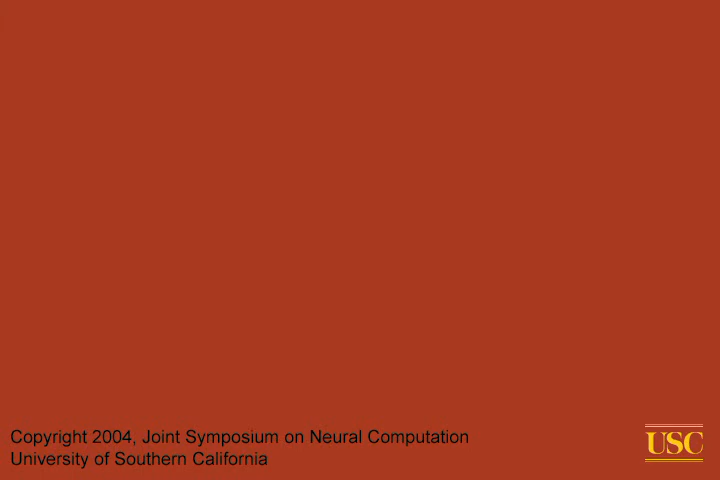 Copyright 2004, Joint Symposium on Neural Computation
University of Southern California
USC